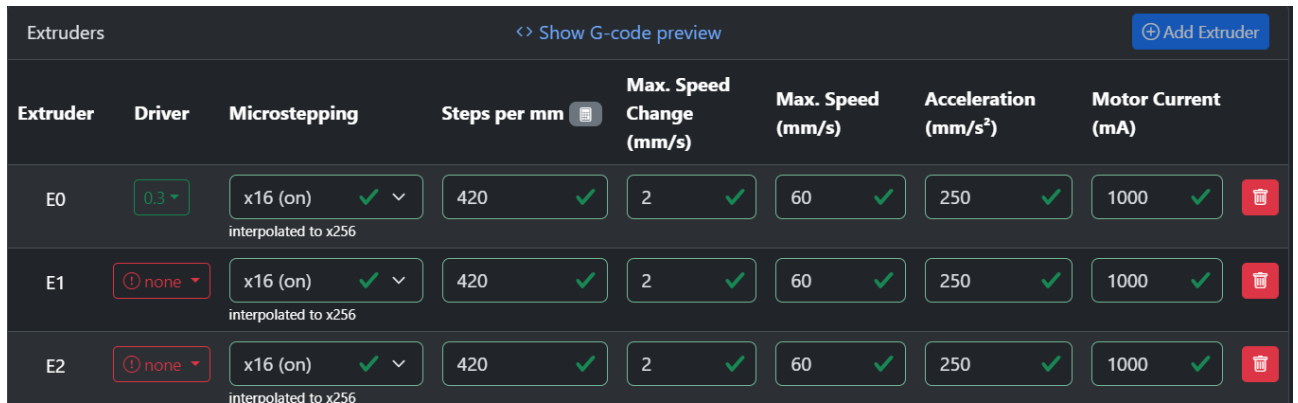 Extruders
<> Show G-code preview
Add Extruder
Extruder Driver Microstepping Steps per mm Max. Speed Change (mm/s) Max. Speed (mm/s) Acceleration (mm/s²) Motor Current (mA)
E0 0.3 x16 (on) 420 2 60 250 1000
interpolated to x256
E1 none x16 (on) 420 2 60 250 1000
interpolated to x256
E2 none x16 (on) 420 2 60 250 1000
interpolated to x256